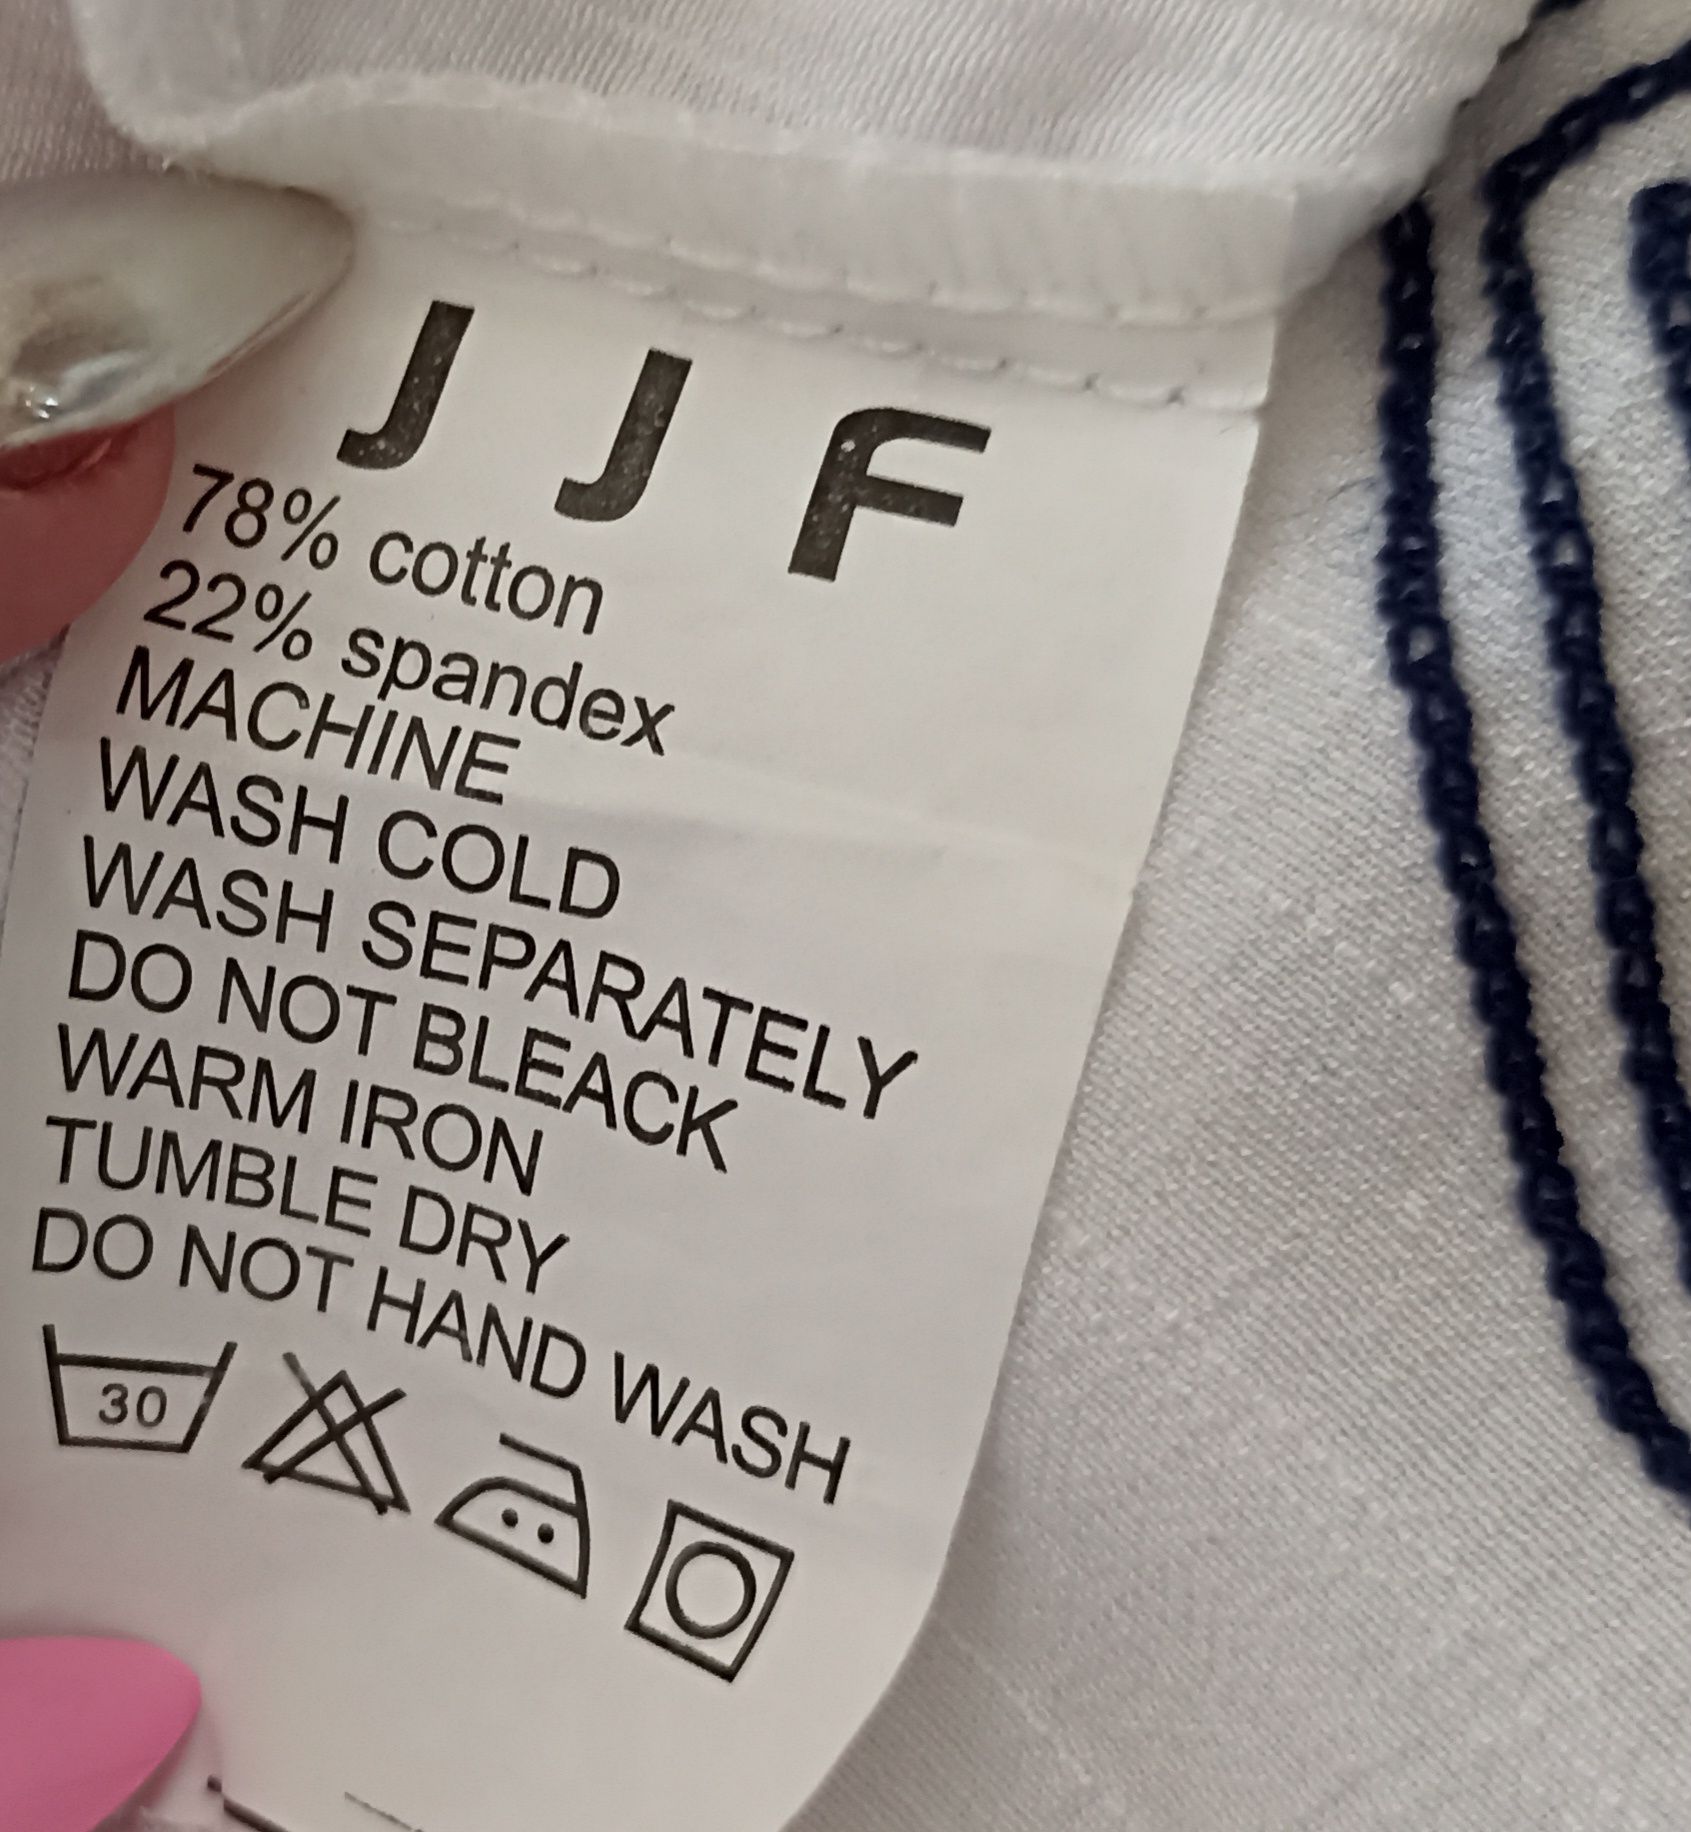 J J F
78% cotton
22% spandex
MACHINE
WASH COLD
WASH SEPARATELY
DO NOT BLEACK
WARM IRON
TUMBLE DRY
DO NOT HAND WASH
30